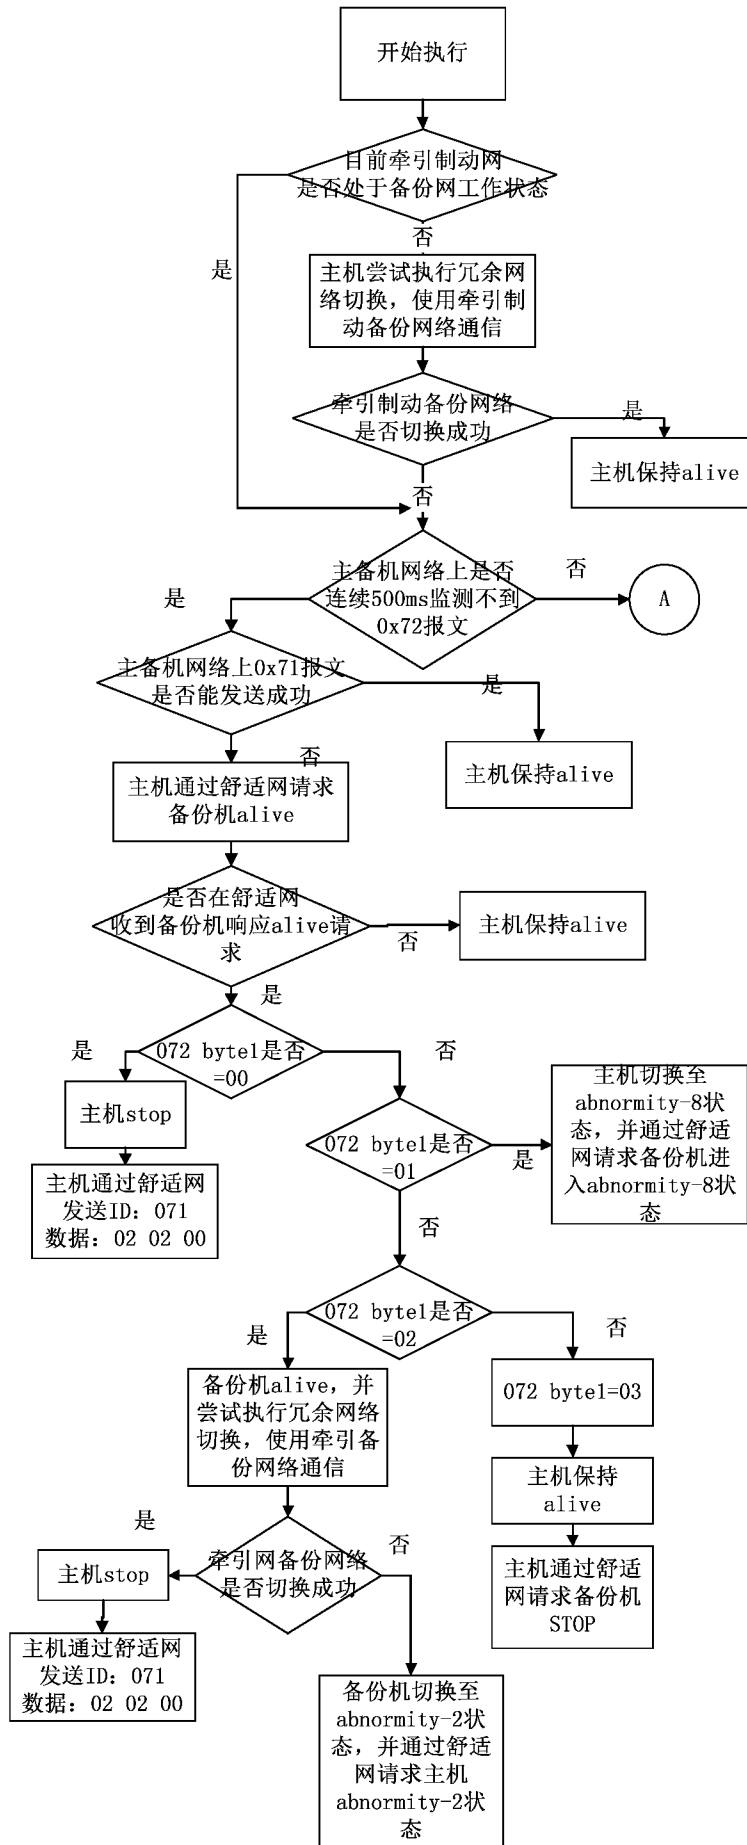 开始执行
目前牵引制动网
是否处于备份网工作状态
否
是
主机尝试执行冗余网
络切换，使用牵引制
动备份网络通信
牵引制动备份网络
是否切换成功
是
主机保持alive
否
主备机网络上是否
连续500ms监测不到
0x72报文
否
A
是
主备机网络上0x71报文
是否能发送成功
是
主机保持alive
否
主机通过舒适网请求
备份机alive
是否在舒适网
收到备份机响应alive请
求
否
主机保持alive
是
072 byte1是否
=00
是
否
主机stop
主机通过舒适网
发送ID：071
数据：02 02 00
072 byte1是否
=01
是
主机切换至
abnormity-8状
态，并通过舒适
网请求备份机进
入abnormity-8状
态
否
072 byte1是否
=02
是
否
备份机alive，并
尝试执行冗余网络
切换，使用牵引备
份网络通信
072 byte1=03
主机保持
alive
主机通过舒适
网请求备份机
STOP
牵引网备份网络
是否切换成功
是
否
主机stop
主机通过舒适网
发送ID：071
数据：02 02 00
备份机切换至
abnormity-2状
态，并通过舒适
网请求主机
abnormity-2状
态